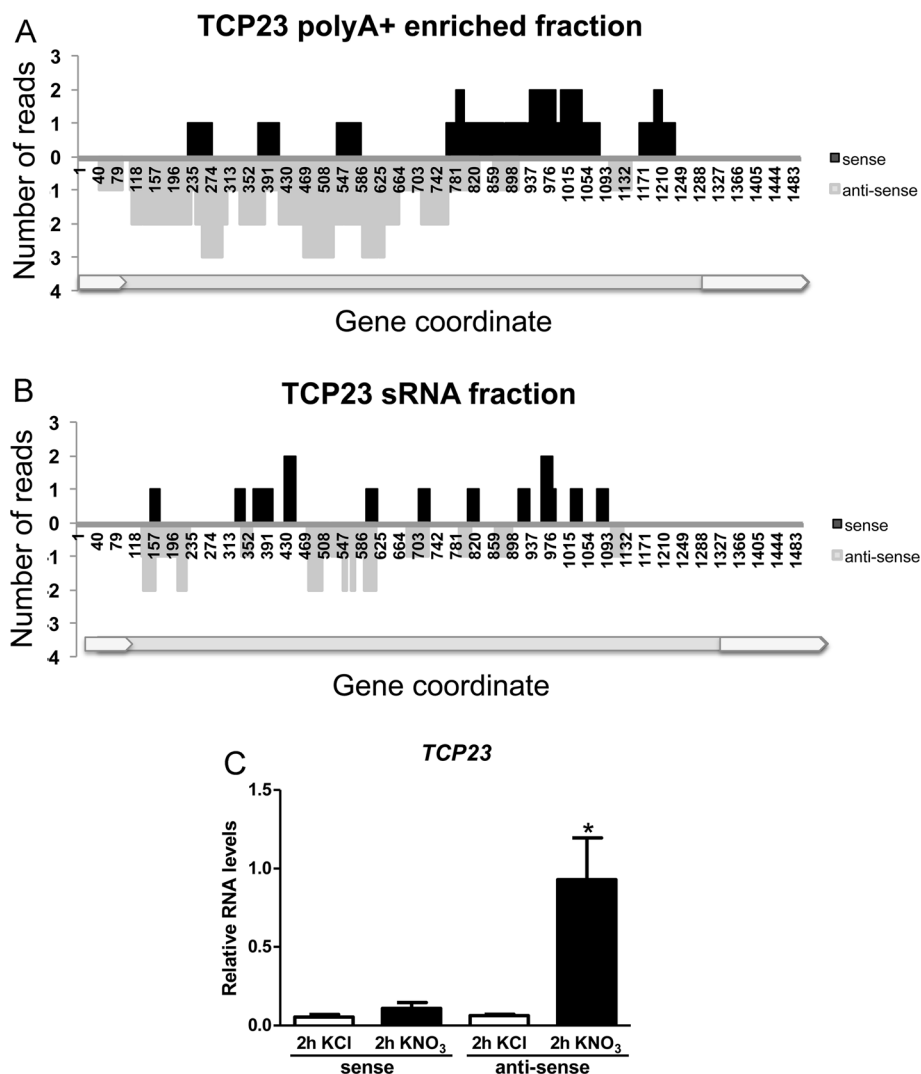 A
TCP23 polyA+ enriched fraction
Number of reads
3
2
1
0
1
2
3
4
1 40 79 118 157 196 235 274 313 352 391 430 469 508 547 586 625 664 703 742 781 820 859 898 937 976 1015 1054 1093 1132 1171 1210 1249 1288 1327 1366 1405 1444 1483
sense
anti-sense
Gene coordinate
B
TCP23 sRNA fraction
Number of reads
3
2
1
0
-1
-2
-3
-4
1 40 79 118 157 196 235 274 313 352 391 430 469 508 547 586 625 664 703 742 781 820 859 898 937 976 1015 1054 1093 1132 1171 1210 1249 1288 1327 1366 1405 1444 1483
sense
anti-sense
Gene coordinate
C
TCP23
Relative RNA levels
1.5
1.0
0.5
0.0
*
2h KCl 2h KNO₃ 2h KCl 2h KNO₃
sense anti-sense